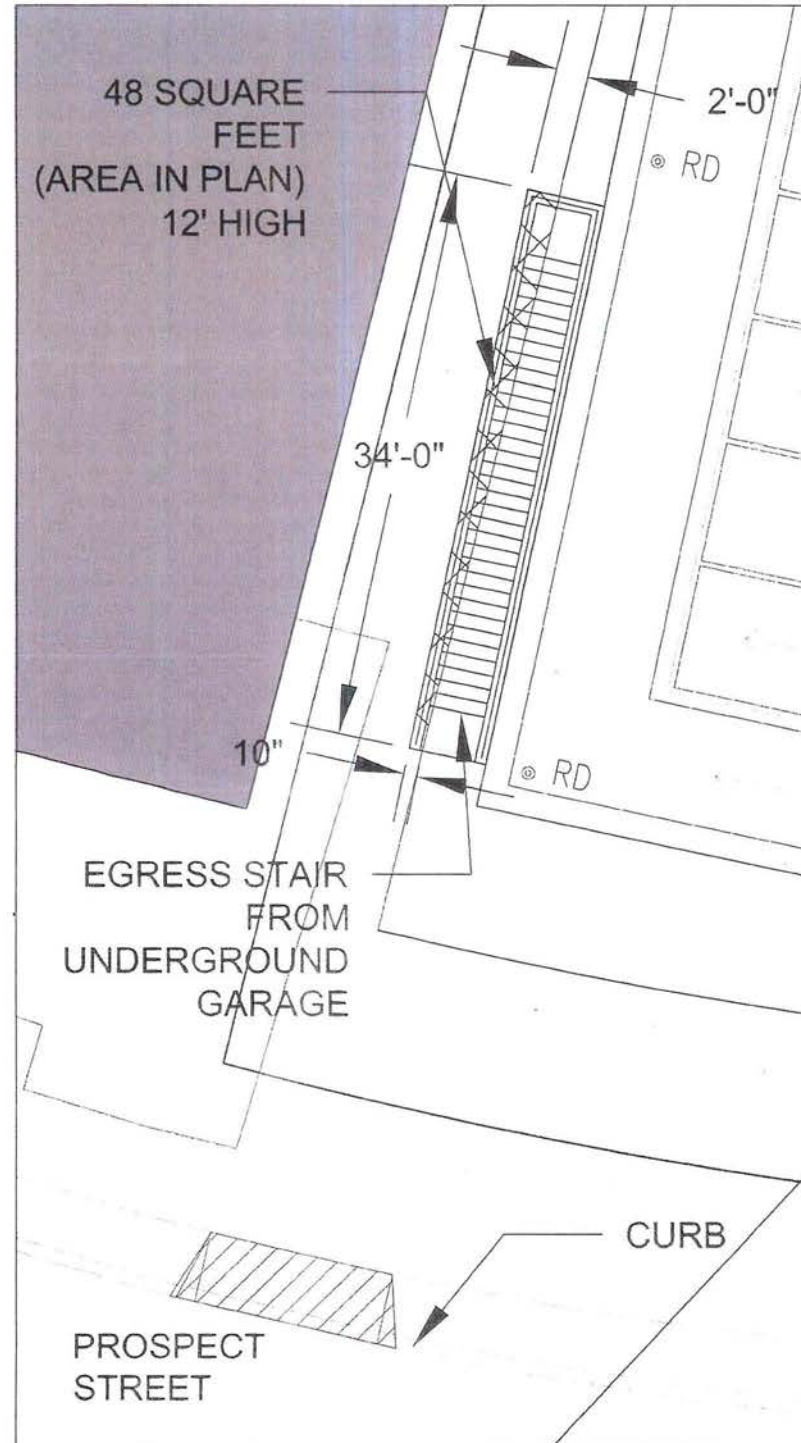 48 SQUARE
FEET
(AREA IN PLAN)
12' HIGH
2'-0"
RD
34'-0"
10"
RD
EGRESS STAIR
FROM
UNDERGROUND
GARAGE
CURB
PROSPECT
STREET